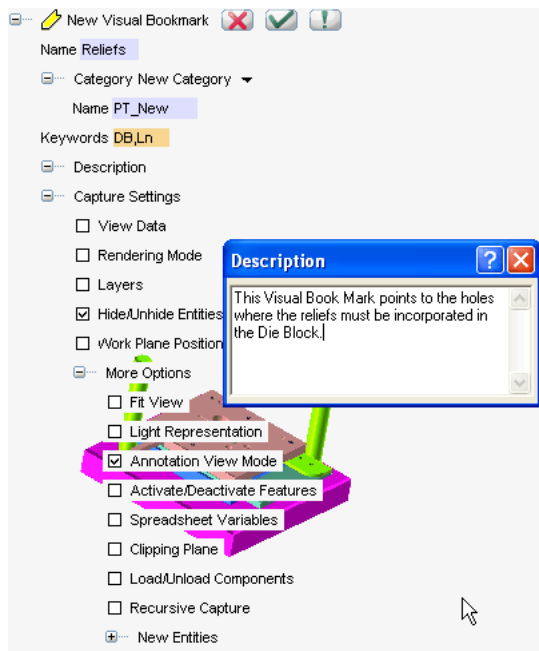 New Visual Bookmark
Name Reliefs
Category New Category
Name PT_New
Keywords DB,Ln
Description
Capture Settings
View Data
Rendering Mode
Layers
Hide/Unhide Entities
Work Plane Position
More Options
Fit View
Light Representation
Annotation View Mode
Activate/Deactivate Features
Spreadsheet Variables
Clipping Plane
Load/Unload Components
Recursive Capture
New Entities
Description
This Visual Book Mark points to the holes
where the reliefs must be incorporated in
the Die Block.